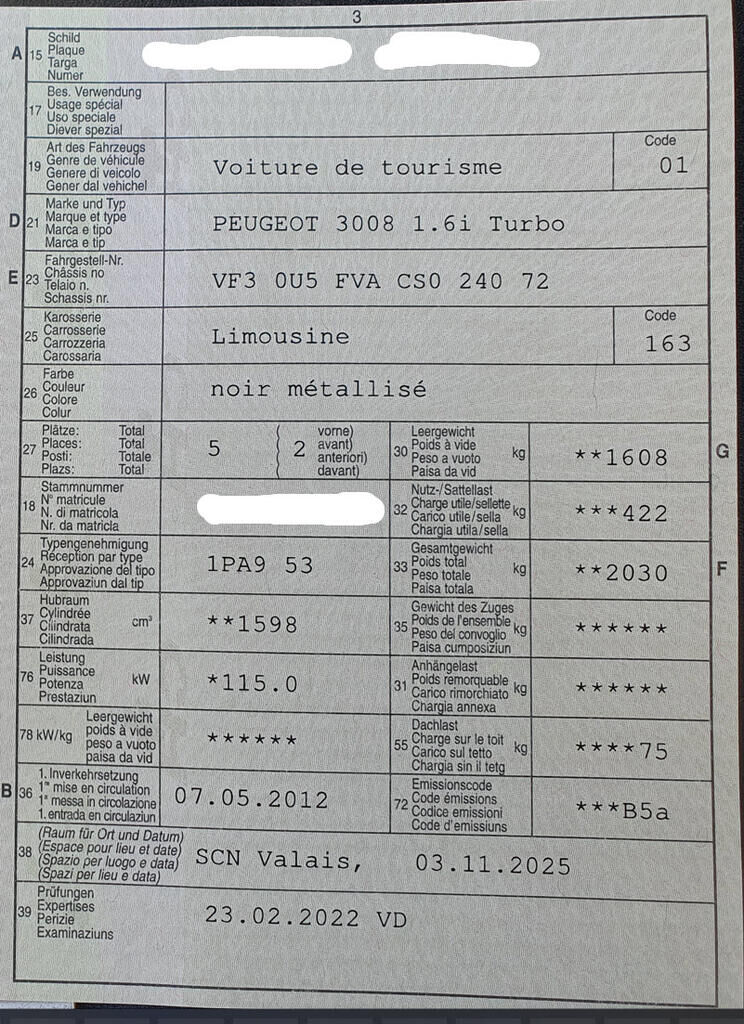 3
A 15 Schild
Plaque
Targa
Numer
17 Bes. Verwendung
Usage spécial
Uso speciale
Diever spezial
19 Art des Fahrzeugs
Genre de véhicule
Genere di veicolo
Gener dal vehichel
Voiture de tourisme
Code
01
D 21 Marke und Typ
Marque et type
Marca e tipo
Marca e tip
PEUGEOT 3008 1.6i Turbo
E 23 Fahrgestell-Nr.
Châssis no
Telaio n.
Schassis nr.
VF3 0U5 FVA CS0 240 72
25 Karosserie
Carrosserie
Carrozzeria
Carossaria
Limousine
Code
163
26 Farbe
Couleur
Colore
Colur
noir métallisé
27 Plätze: Total
Places: Total
Posti: Totale
Plazs: Total
5
( 2 vorne)
avant)
anteriori)
davant)
30 Leergewicht
Poids à vide
Peso a vuoto
Paisa da vid
kg
**1608
G
18 Stammnummer
N° matricule
N. di matricola
Nr. da matricla
32 Nutz-/Sattellast
Charge utile/sellette
Carico utile/sella
Chargia utila/sella
kg
***422
24 Typengenehmigung
Réception par type
Approvazione del tipo
Approvaziun dal tip
1PA9 53
33 Gesamtgewicht
Poids total
Peso totale
Paisa totala
kg
**2030
F
37 Hubraum
Cylindrée
Cilindrata
Cilindrada
cm³
**1598
35 Gewicht des Zuges
Poids de l'ensemble
Peso del convoglio
Paisa cumposiziun
kg
******
76 Leistung
Puissance
Potenza
Prestaziun
kW
*115.0
31 Anhängelast
Poids remorquable
Carico rimorchiato
Chargia annexa
kg
******
78 kW/kg Leergewicht
poids à vide
peso a vuoto
paisa da vid
******
55 Dachlast
Charge sur le toit
Carico sul tetto
Chargia sin il tetg
kg
****75
B 36 1. Inverkehrsetzung
1re mise en circulation
1a messa in circolazione
1. entrada en circulaziun
07.05.2012
72 Emissionscode
Code émissions
Codice emissioni
Code d'emissiuns
***B5a
38 (Raum für Ort und Datum)
(Espace pour lieu et date)
(Spazio per luogo e data)
(Spazi per lieu e data)
SCN Valais, 03.11.2025
39 Prüfungen
Expertises
Perizie
Examinaziuns
23.02.2022 VD